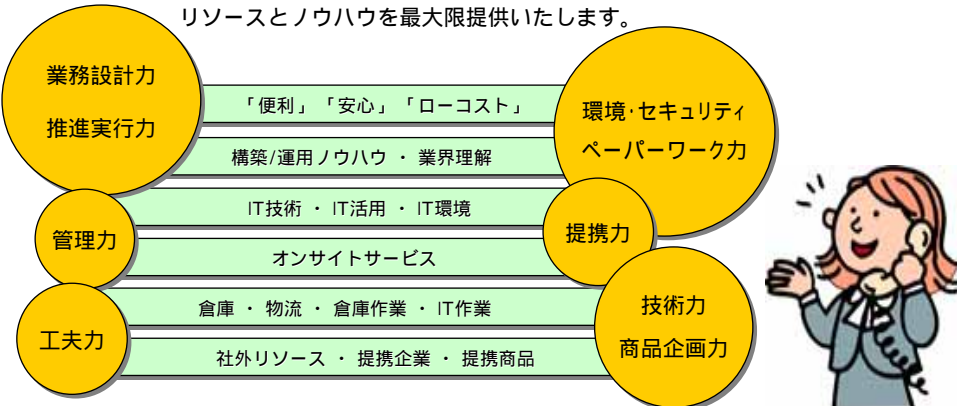 リソースとノウハウを最大限提供いたします。
業務設計力
推進実行力
「便利」「安心」「ローコスト」
環境・セキュリティ
ペーパーワーク力
構築/運用ノウハウ ・ 業界理解
IT技術 ・ IT活用 ・ IT環境
管理力
提携力
オンサイトサービス
倉庫 ・ 物流 ・ 倉庫作業 ・ IT作業
技術力
商品企画力
工夫力
社外リソース ・ 提携企業 ・ 提携商品